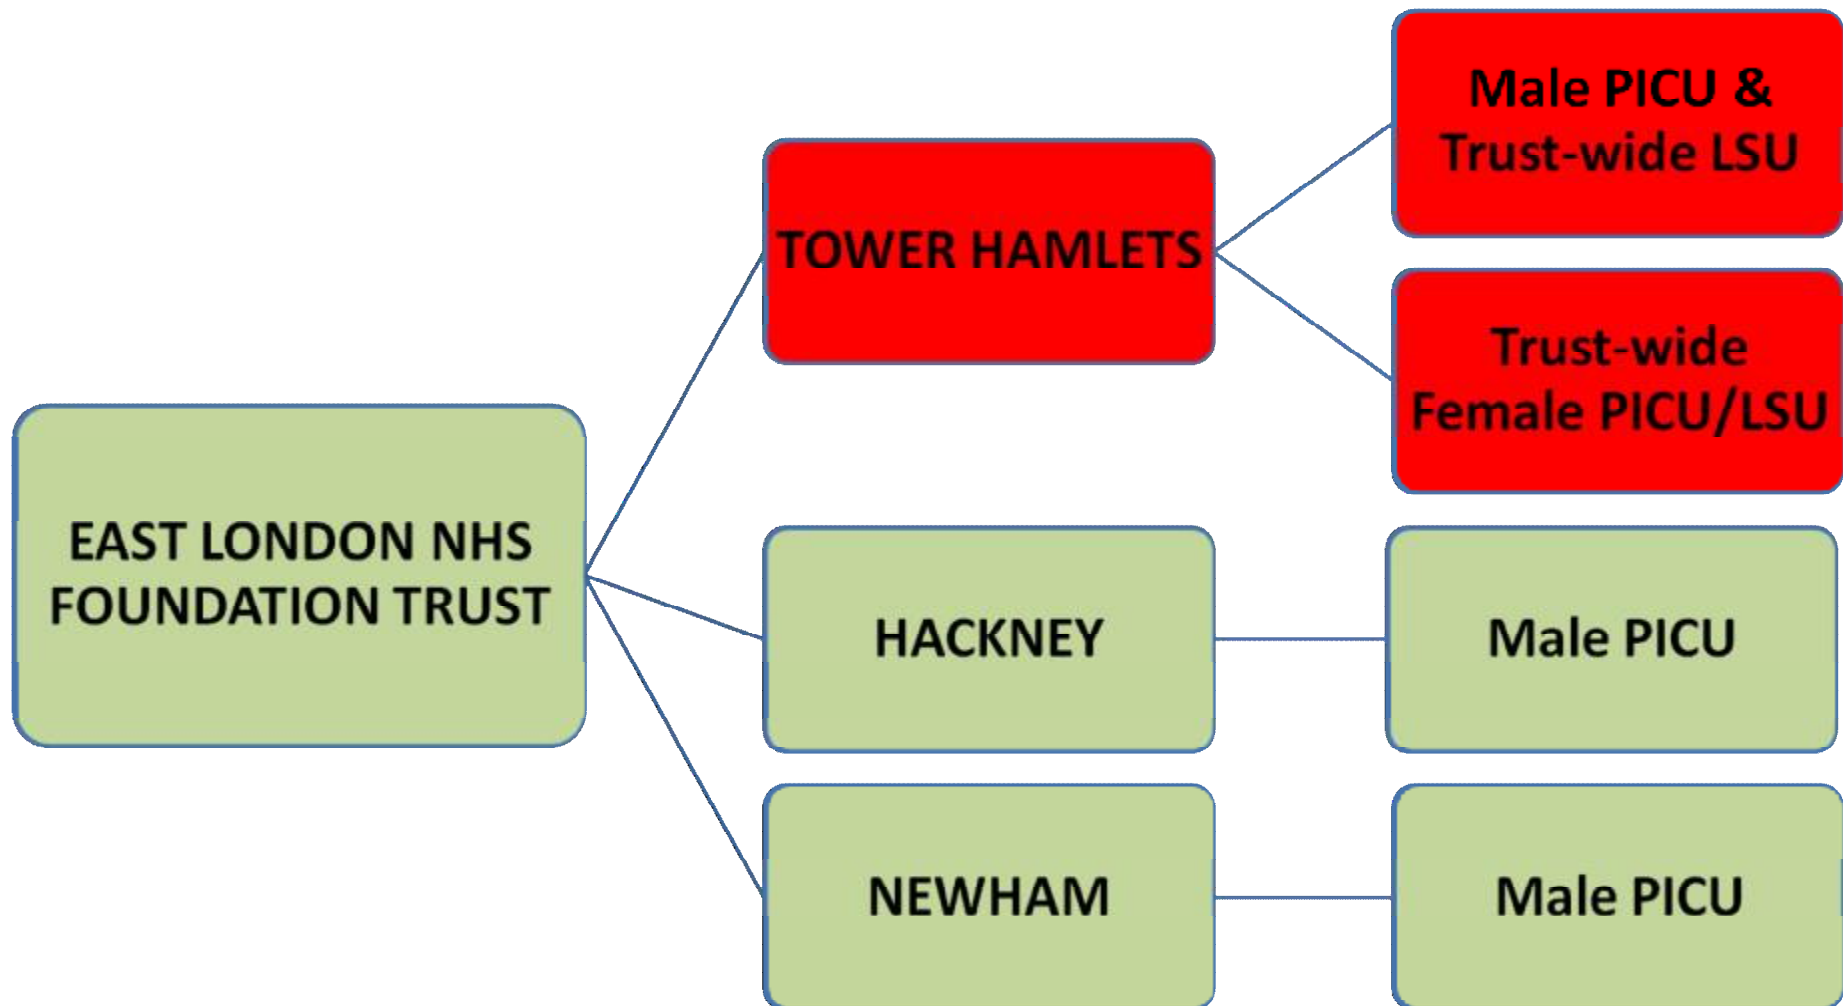 Male PICU &
Trust-wide LSU
TOWER HAMLETS
Trust-wide
Female PICU/LSU
EAST LONDON NHS
FOUNDATION TRUST
HACKNEY
Male PICU
NEWHAM
Male PICU